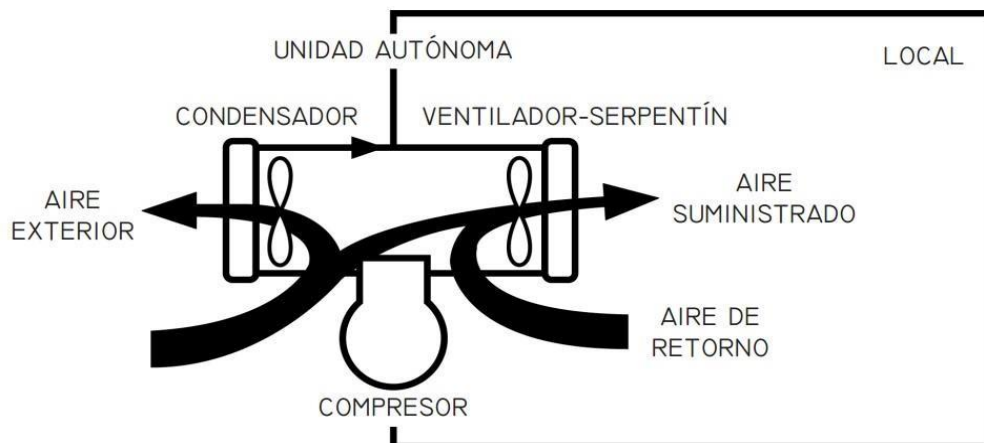 UNIDAD AUTÓNOMA
LOCAL
CONDENSADOR
VENTILADOR-SERPENTÍN
AIRE
EXTERIOR
AIRE
SUMINISTRADO
AIRE DE
RETORNO
COMPRESOR